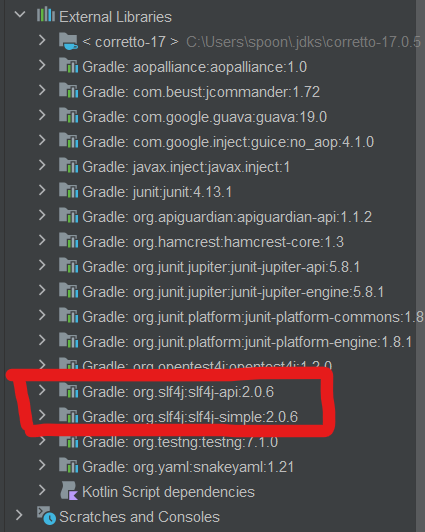 External Libraries
< corretto-17 > C:\Users\spoon\.jdks\corretto-17.0.5
Gradle: aopalliance:aopalliance:1.0
Gradle: com.beust:jcommander:1.72
Gradle: com.google.guava:guava:19.0
Gradle: com.google.inject:guice:no_aop:4.1.0
Gradle: javax.inject:javax.inject:1
Gradle: junit:junit:4.13.1
Gradle: org.apiguardian:apiguardian-api:1.1.2
Gradle: org.hamcrest:hamcrest-core:1.3
Gradle: org.junit.jupiter:junit-jupiter-api:5.8.1
Gradle: org.junit.jupiter:junit-jupiter-engine:5.8.1
Gradle: org.junit.platform:junit-platform-commons:1.8
Gradle: org.junit.platform:junit-platform-engine:1.8.1
Gradle: org.opentest4j:opentest4j:1.2.0
Gradle: org.slf4j:slf4j-api:2.0.6
Gradle: org.slf4j:slf4j-simple:2.0.6
Gradle: org.testng:testng:7.1.0
Gradle: org.yaml:snakeyaml:1.21
Kotlin Script dependencies
Scratches and Consoles